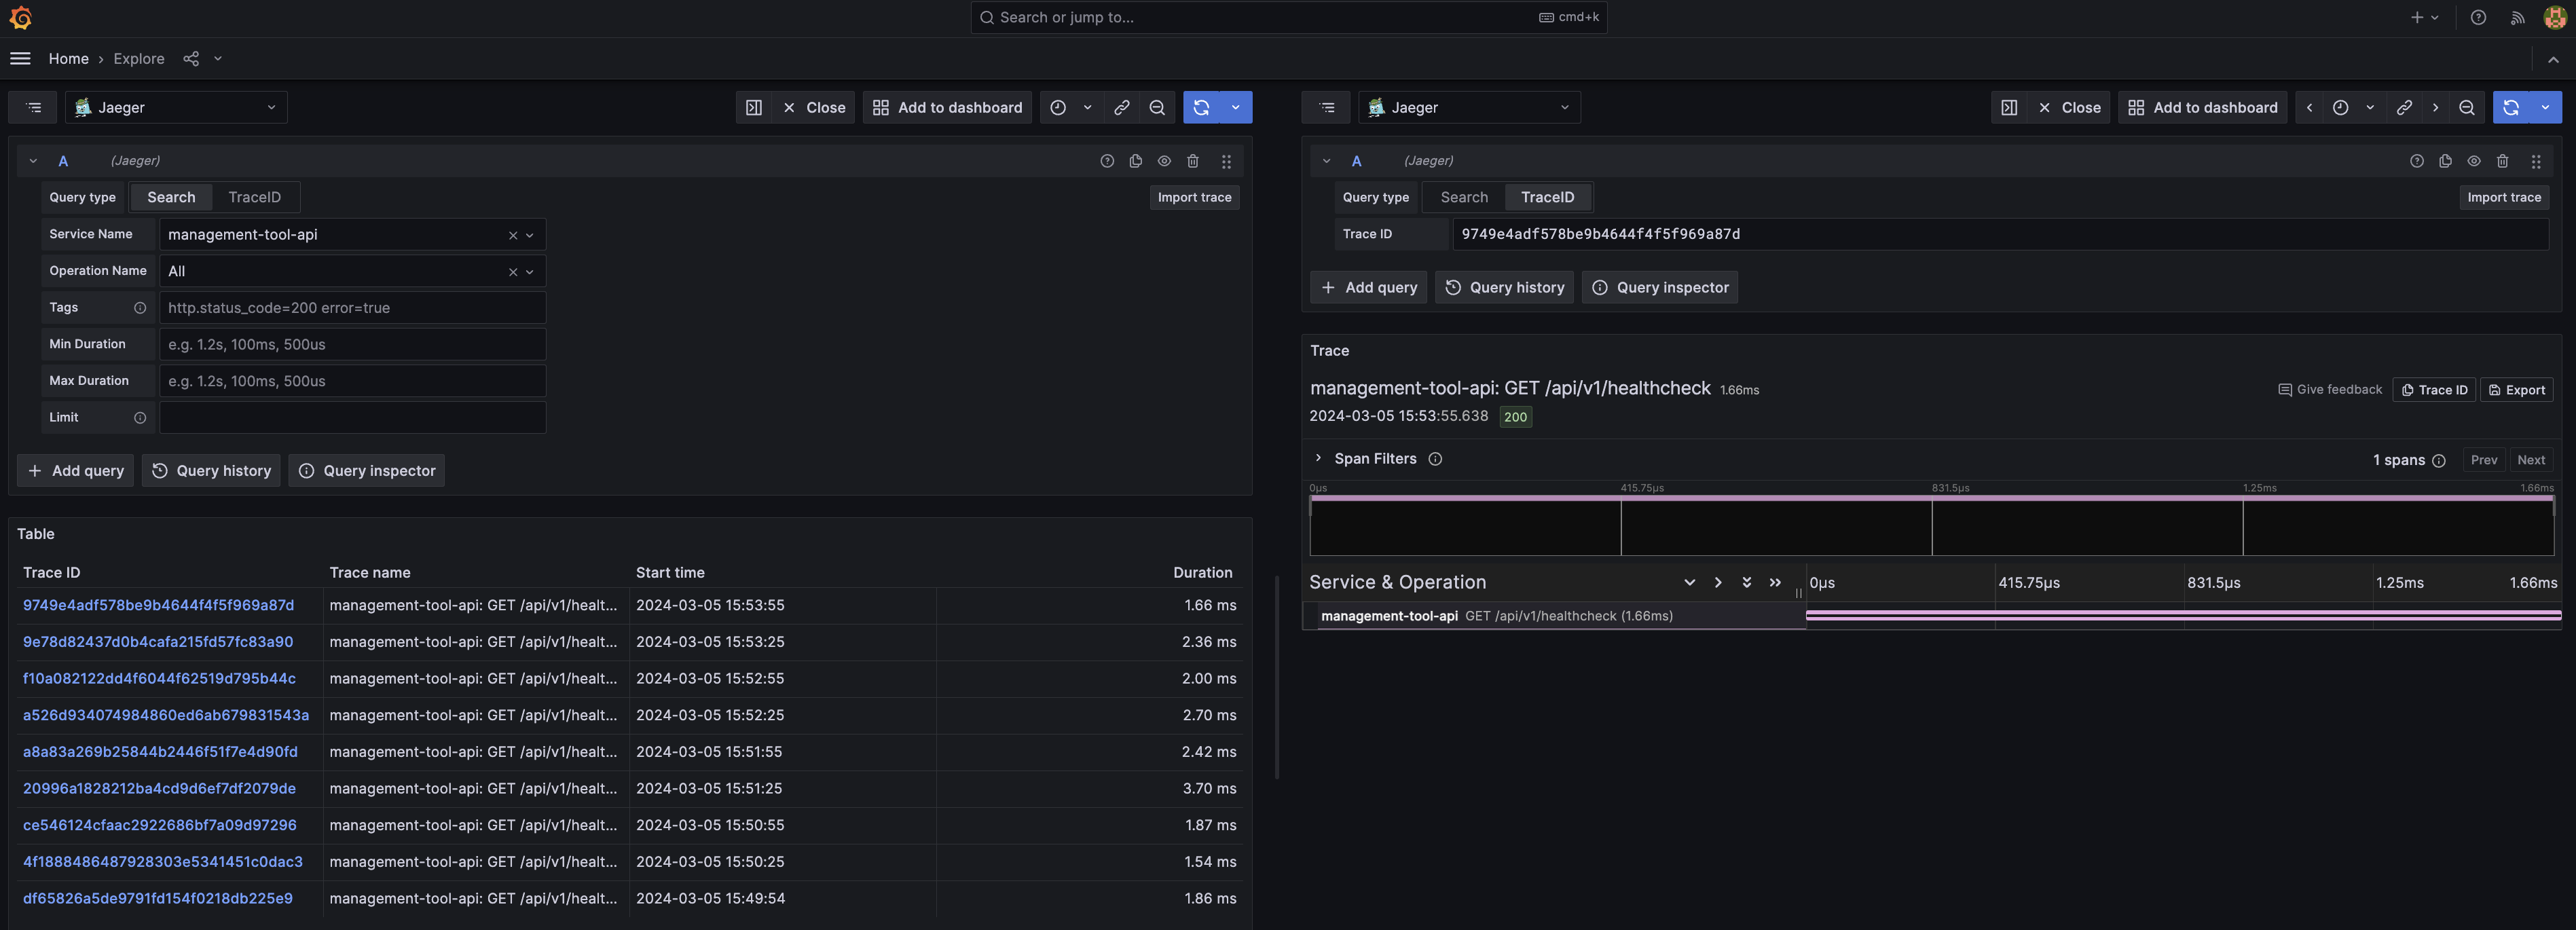 Search or jump to...
cmd+k
Home › Explore
Jaeger
Close
Add to dashboard
A (Jaeger)
Query type Search TraceID Import trace
Service Name management-tool-api
Operation Name All
Tags http.status_code=200 error=true
Min Duration e.g. 1.2s, 100ms, 500us
Max Duration e.g. 1.2s, 100ms, 500us
Limit
+ Add query Query history Query inspector
Table
Trace ID Trace name Start time Duration
9749e4adf578be9b4644f4f5f969a87d management-tool-api: GET /api/v1/healt... 2024-03-05 15:53:55 1.66 ms
9e78d82437d0b4cafa215fd57fc83a90 management-tool-api: GET /api/v1/healt... 2024-03-05 15:53:25 2.36 ms
f10a082122dd4f6044f62519d795b44c management-tool-api: GET /api/v1/healt... 2024-03-05 15:52:55 2.00 ms
a526d934074984860ed6ab679831543a management-tool-api: GET /api/v1/healt... 2024-03-05 15:52:25 2.70 ms
a8a83a269b25844b2446f51f7e4d90fd management-tool-api: GET /api/v1/healt... 2024-03-05 15:51:55 2.42 ms
20996a1828212ba4cd9d6ef7df2079de management-tool-api: GET /api/v1/healt... 2024-03-05 15:51:25 3.70 ms
ce546124cfaac2922686bf7a09d97296 management-tool-api: GET /api/v1/healt... 2024-03-05 15:50:55 1.87 ms
4f1888486487928303e5341451c0dac3 management-tool-api: GET /api/v1/healt... 2024-03-05 15:50:25 1.54 ms
df65826a5de9791fd154f0218db225e9 management-tool-api: GET /api/v1/healt... 2024-03-05 15:49:54 1.86 ms
Jaeger
Close
Add to dashboard
A (Jaeger)
Query type Search TraceID Import trace
Trace ID 9749e4adf578be9b4644f4f5f969a87d
+ Add query Query history Query inspector
Trace
management-tool-api: GET /api/v1/healthcheck 1.66ms
Give feedback Trace ID Export
2024-03-05 15:53:55.638 200
Span Filters
1 spans Prev Next
0μs 415.75μs 831.5μs 1.25ms 1.66ms
Service & Operation 0μs 415.75μs 831.5μs 1.25ms 1.66ms
management-tool-api GET /api/v1/healthcheck (1.66ms)